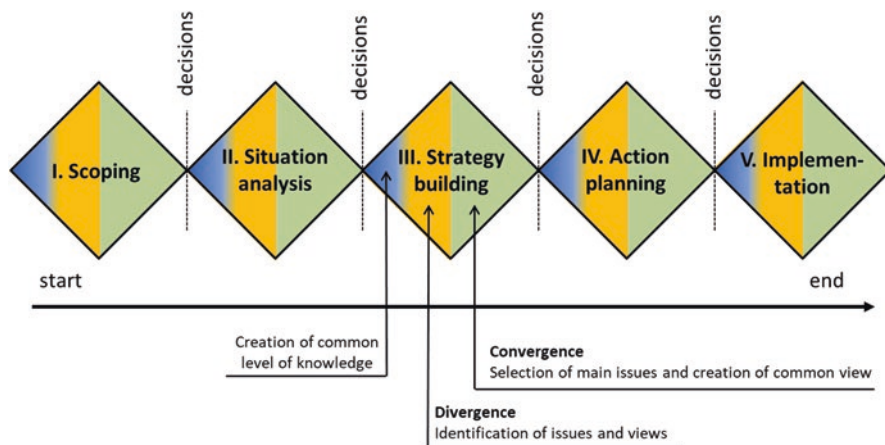 decisions
decisions
decisions
decisions
I. Scoping
II. Situation
analysis
III. Strategy
building
IV. Action
planning
V. Implemen-
tation
start
end
Creation of common
level of knowledge
Convergence
Selection of main issues and creation of common view
Divergence
Identification of issues and views